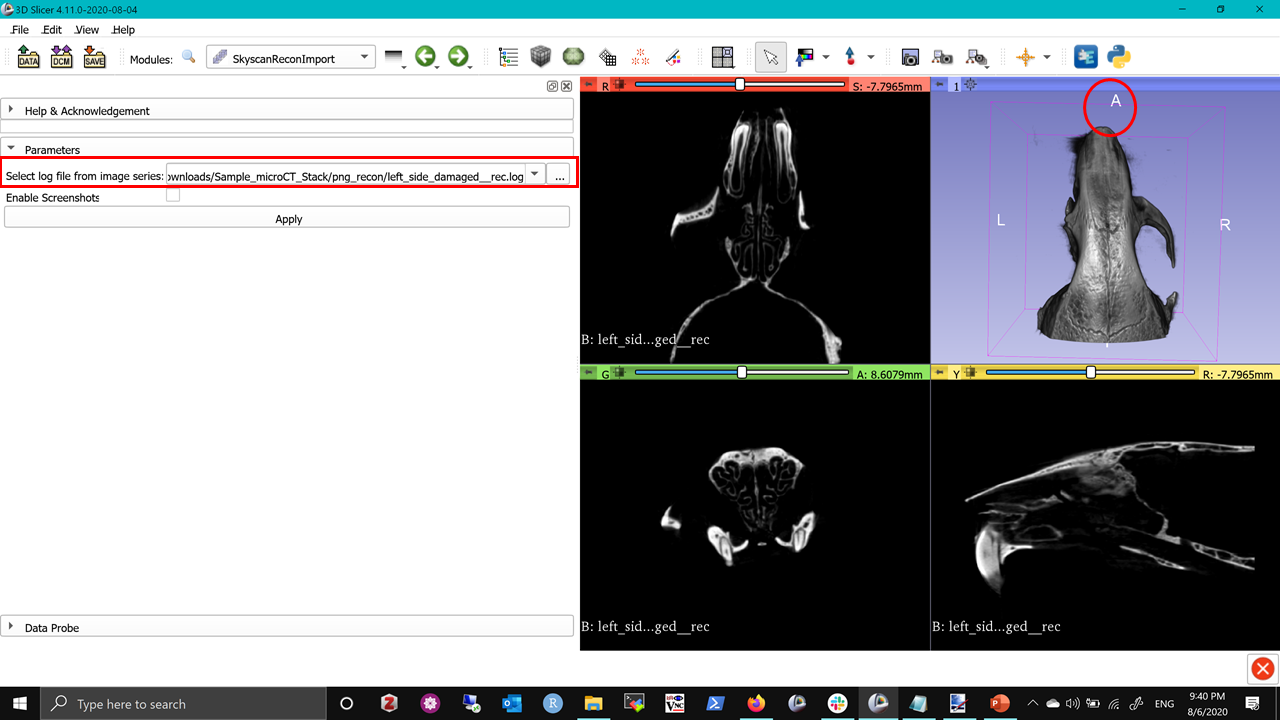 3D Slicer 4.11.0-2020-08-04
File Edit View Help
DATA DCM SAVE Modules: SkyscanReconImport
Help & Acknowledgement
Parameters
Select log file from image series: ownloads/Sample_microCT_Stack/png_recon/left_side_damaged__rec.log ...
Enable Screenshots
Apply
Data Probe
R S: -7.7965mm
B: left_sid...ged__rec
1
A
L R
G A: 8.6079mm
B: left_sid...ged__rec
Y R: -7.7965mm
B: left_sid...ged__rec
Type here to search
ENG
9:40 PM
8/6/2020